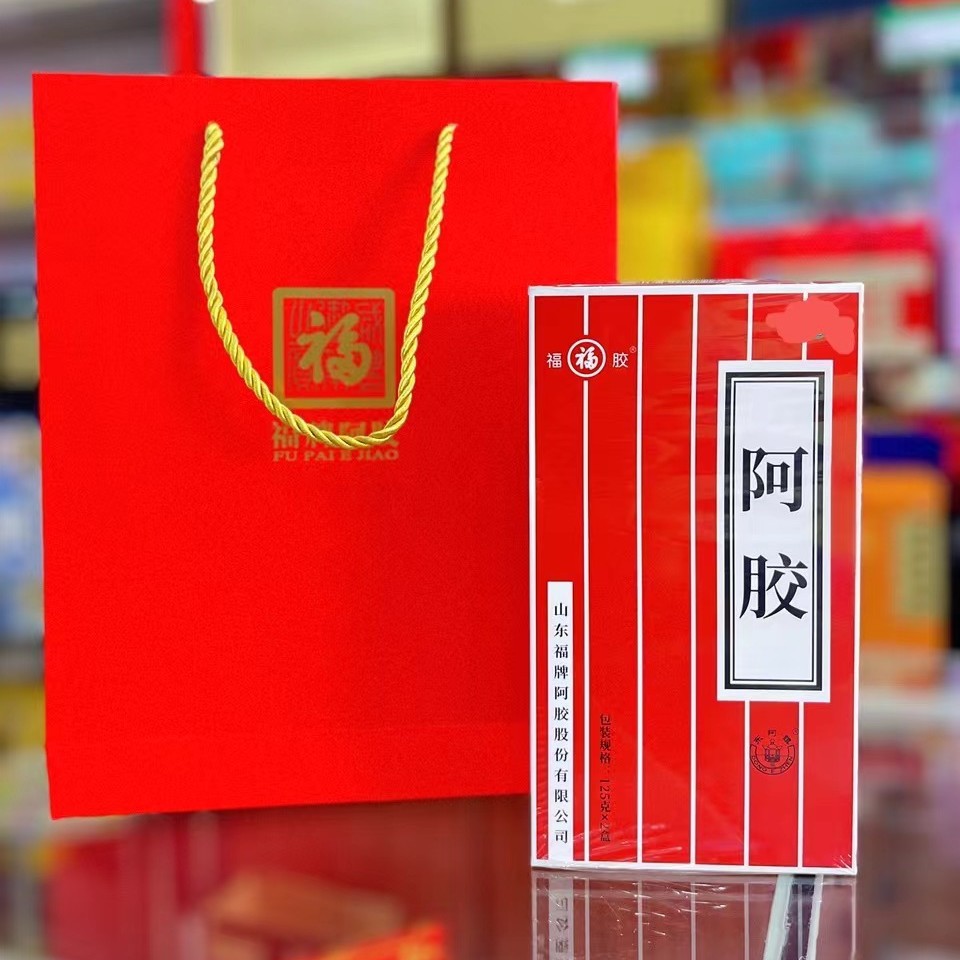 福
福牌阿胶
FU PAI E JIAO
福 福 胶®
阿胶
山东福牌阿胶股份有限公司
包装规格：125克×2盒